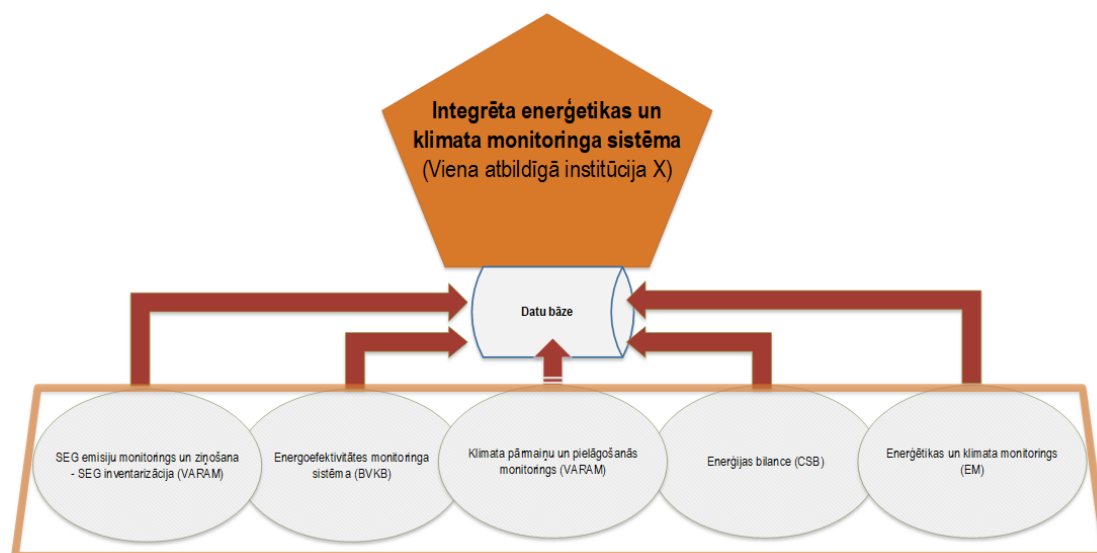 Integrēta enerģetikas un
klimata monitoringa sistēma
(Viena atbildīgā institūcija X)
Datu bāze
SEG emisiju monitorings un ziņošana
- SEG inventarizācija (VARAM)
Energoefektivitātes monitoringa
sistēma (BVKB)
Klimata pārmaiņu un pielāgošanās
monitorings (VARAM)
Enerģijas bilance (CSB)
Enerģētikas un klimata monitorings
(EM)